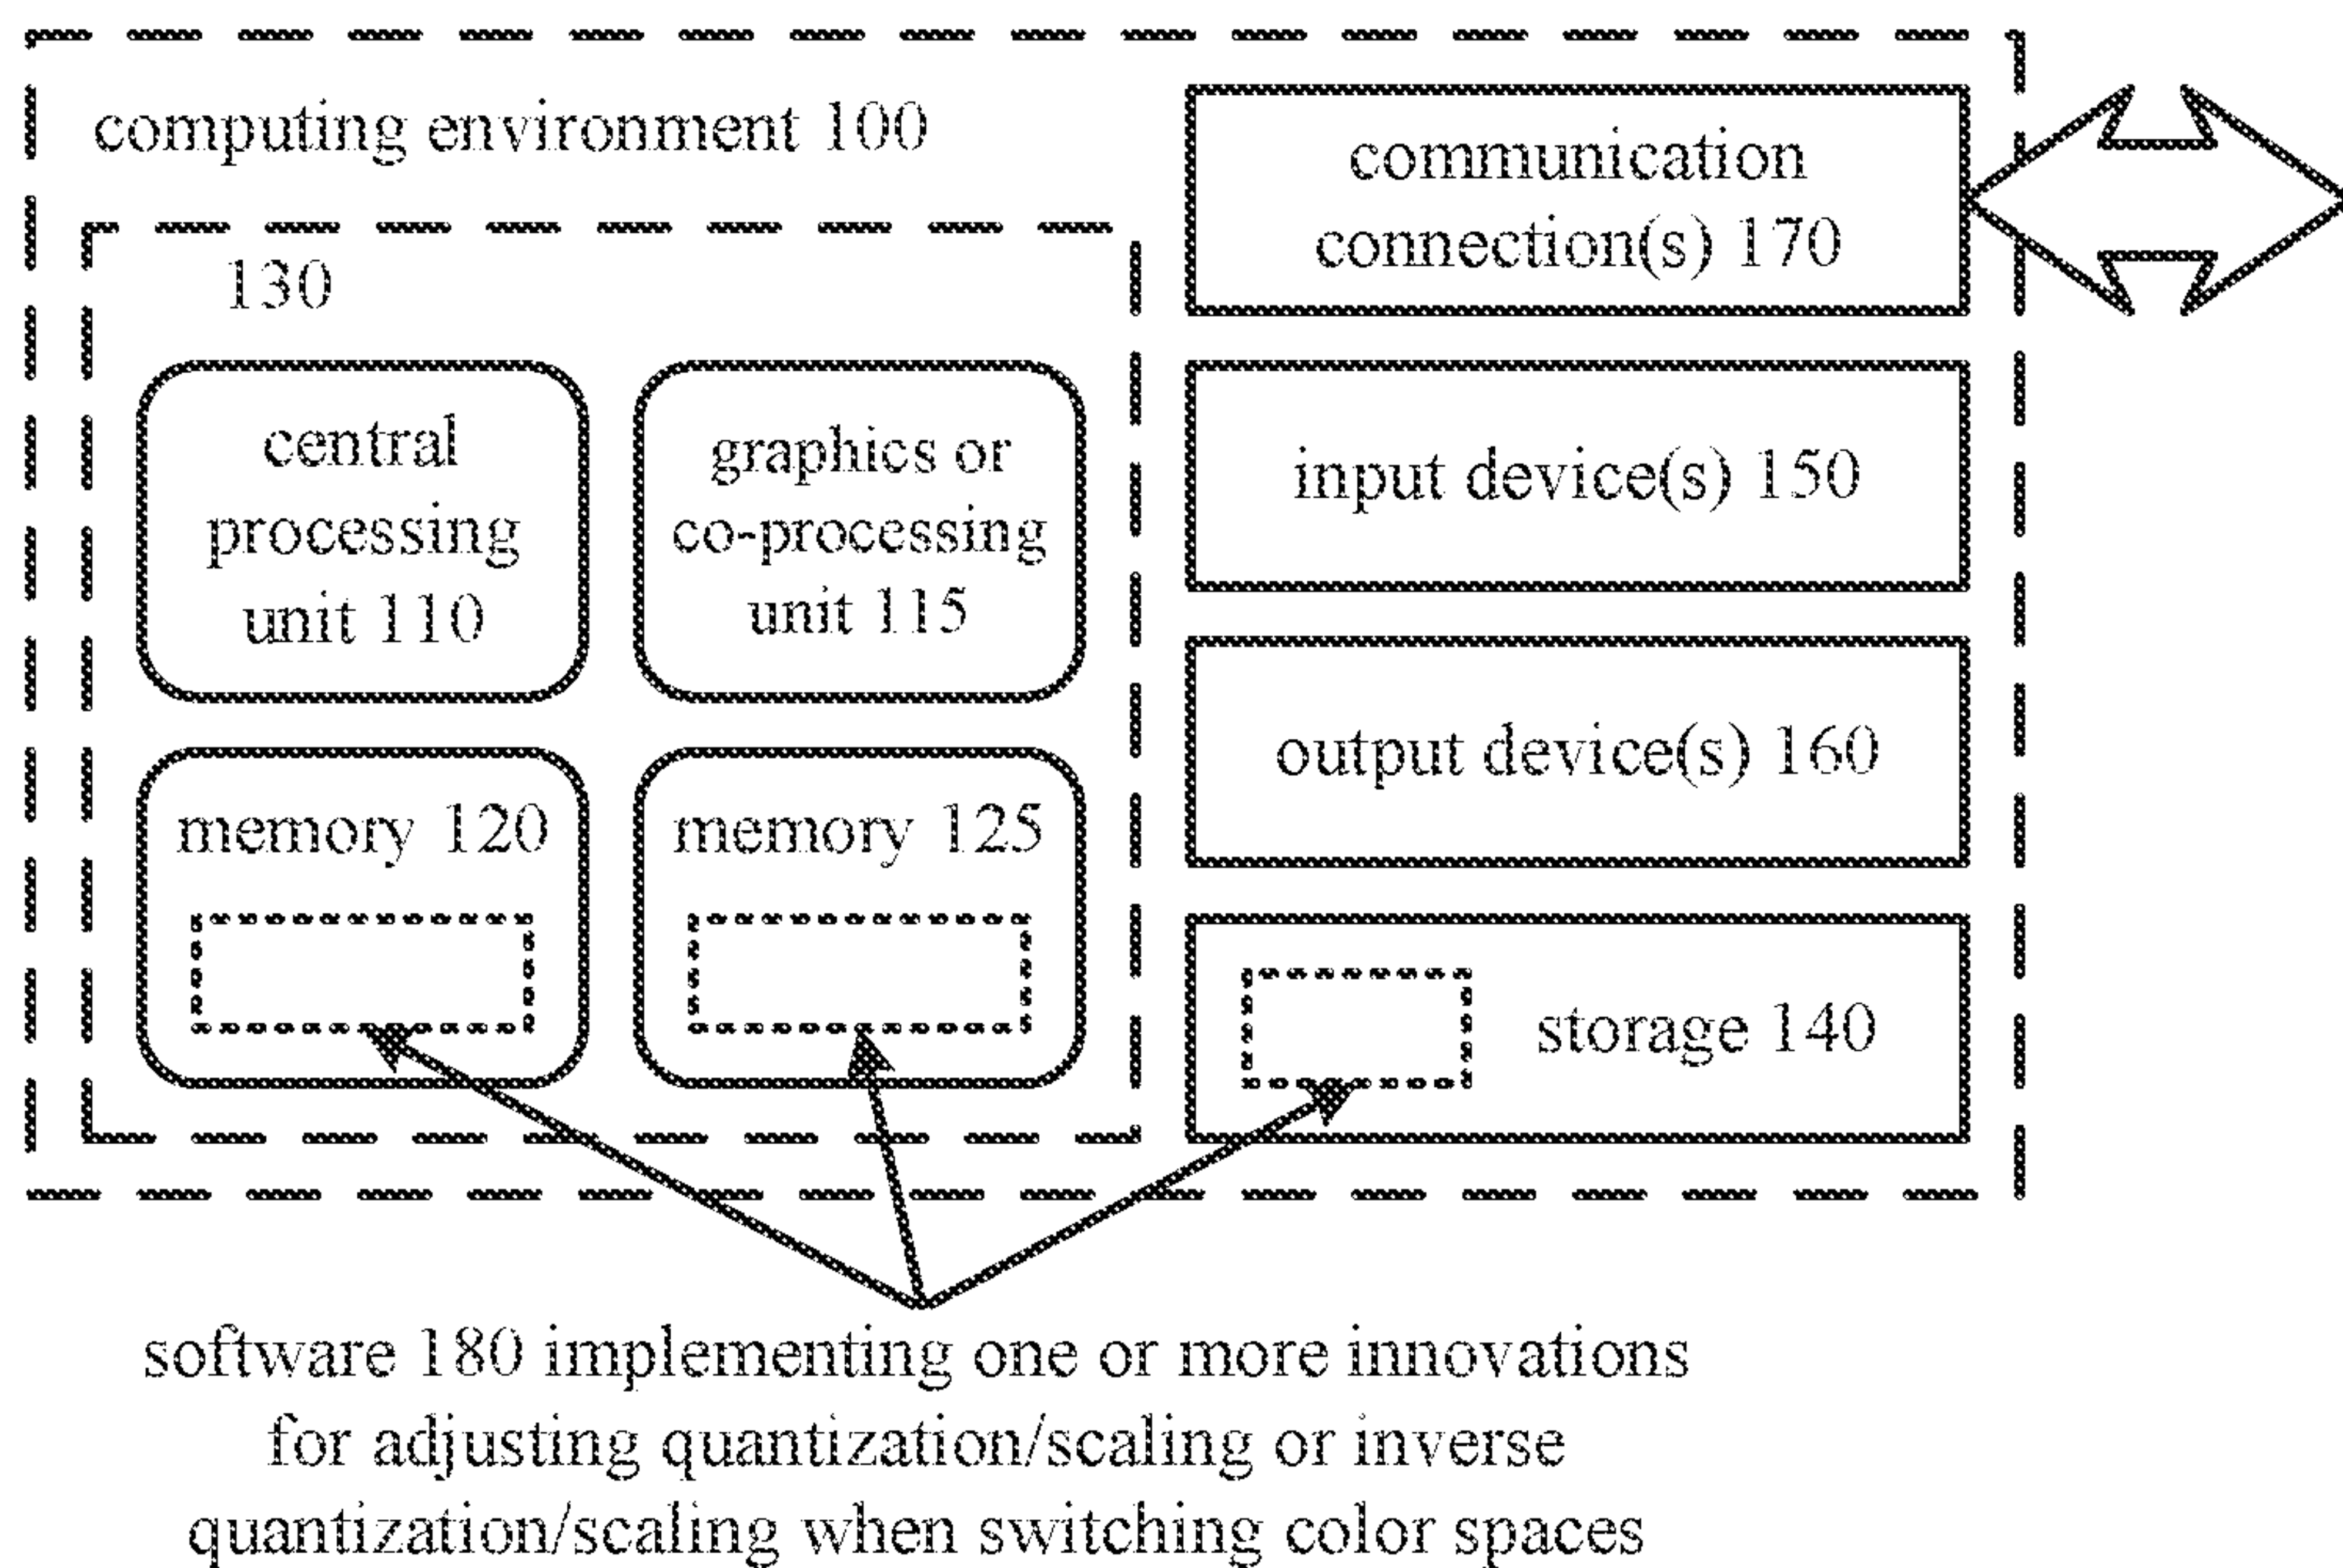 computing environment 100
130
central
processing
unit 110
graphics or
co-processing
unit 115
memory 120
memory 125
communication
connection(s) 170
input device(s) 150
output device(s) 160
storage 140
software 180 implementing one or more innovations
for adjusting quantization/scaling or inverse
quantization/scaling when switching color spaces